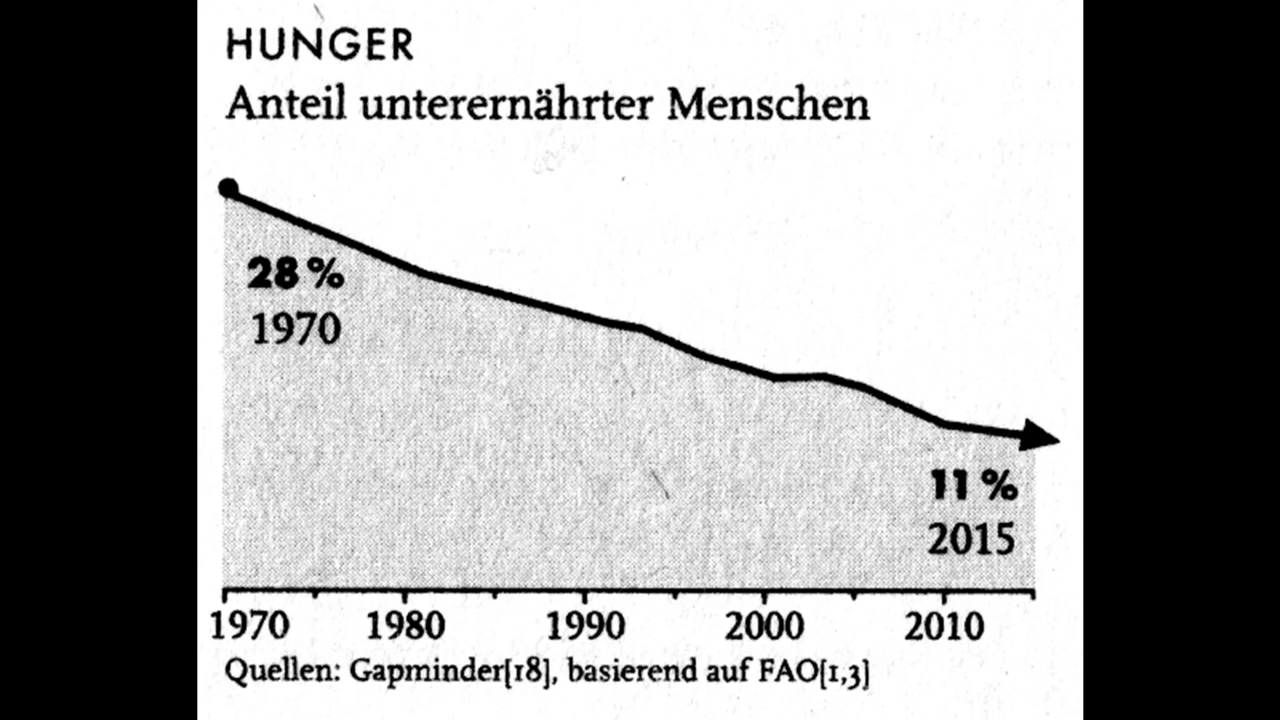 HUNGER
Anteil unterernährter Menschen
28 %
1970
11 %
2015
1970 1980 1990 2000 2010
Quellen: Gapminder[18], basierend auf FAO[1,3]